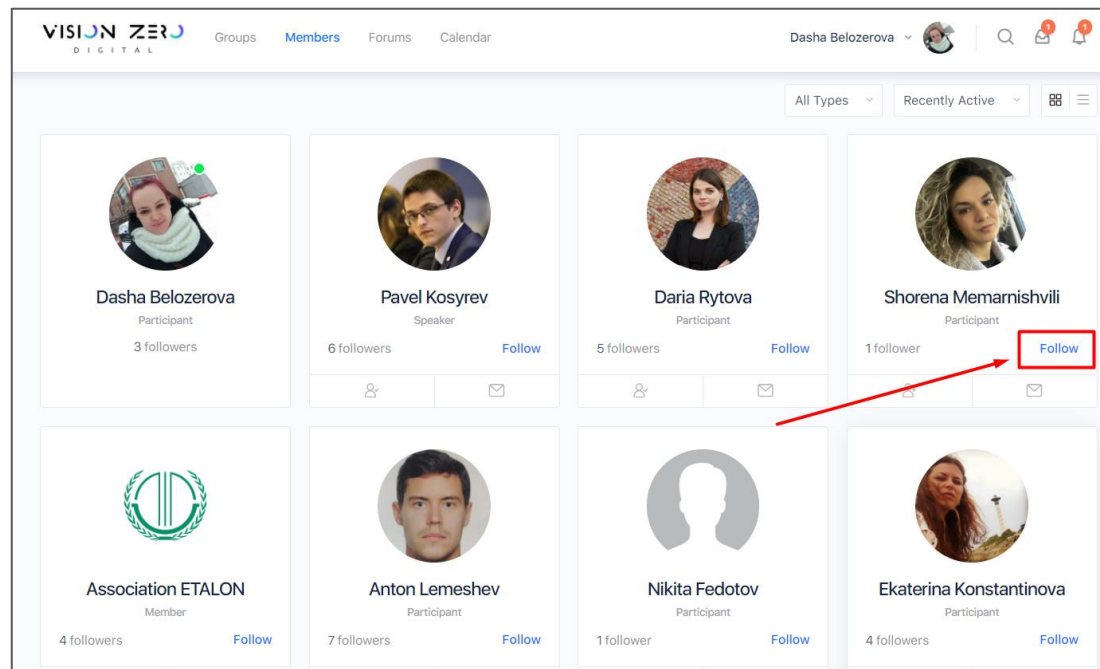 VISION ZERO
DIGITAL
Groups Members Forums Calendar
Dasha Belozerova
1 1
All Types Recently Active
Dasha Belozerova Pavel Kosyrev Daria Rytova Shorena Memarnishvili
Participant Speaker Participant Participant
3 followers 6 followers Follow 5 followers Follow 1 follower Follow
Association ETALON Anton Lemeshev Nikita Fedotov Ekaterina Konstantinova
Member Participant Participant Participant
4 followers Follow 7 followers Follow 1 follower Follow 4 followers Follow